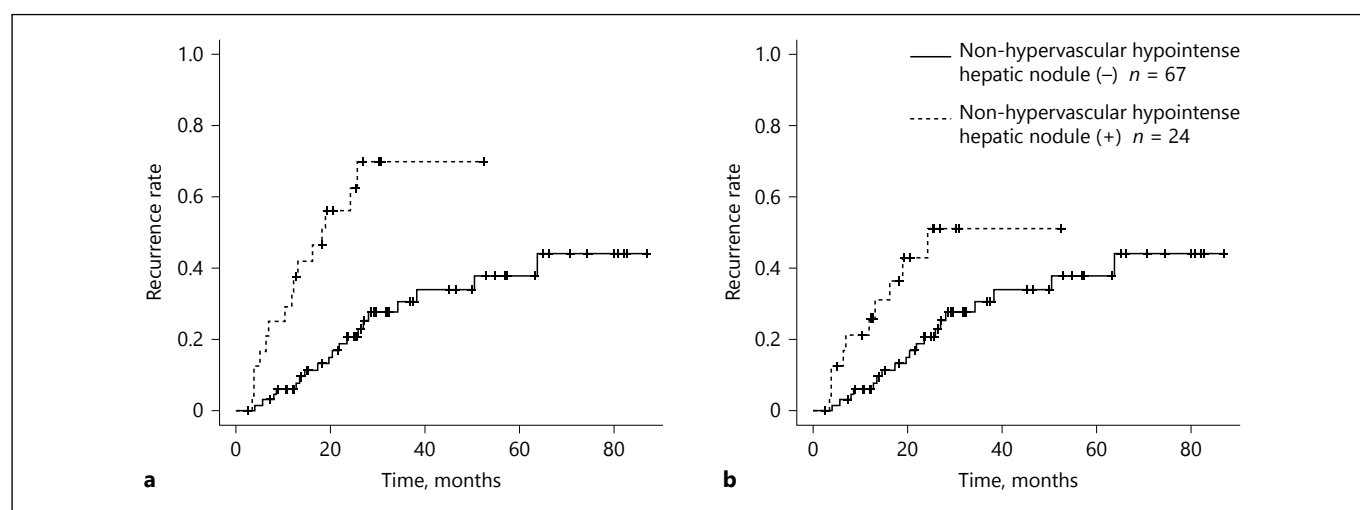 1.0
0.8
0.6
0.4
0.2
0
Recurrence rate
0 20 40 60 80
Time, months
a
1.0
0.8
0.6
0.4
0.2
0
Recurrence rate
0 20 40 60 80
Time, months
b
Non-hypervascular hypointense
hepatic nodule (–) n = 67
Non-hypervascular hypointense
hepatic nodule (+) n = 24